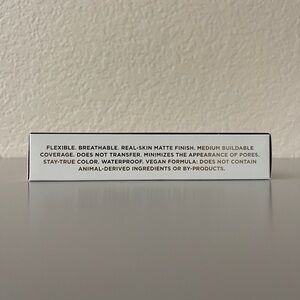 FLEXIBLE. BREATHABLE. REAL-SKIN MATTE FINISH. MEDIUM BUILDABLE
COVERAGE. DOES NOT TRANSFER. MINIMIZES THE APPEARANCE OF PORES.
STAY-TRUE COLOR. WATERPROOF. VEGAN FORMULA: DOES NOT CONTAIN
ANIMAL-DERIVED INGREDIENTS OR BY-PRODUCTS.